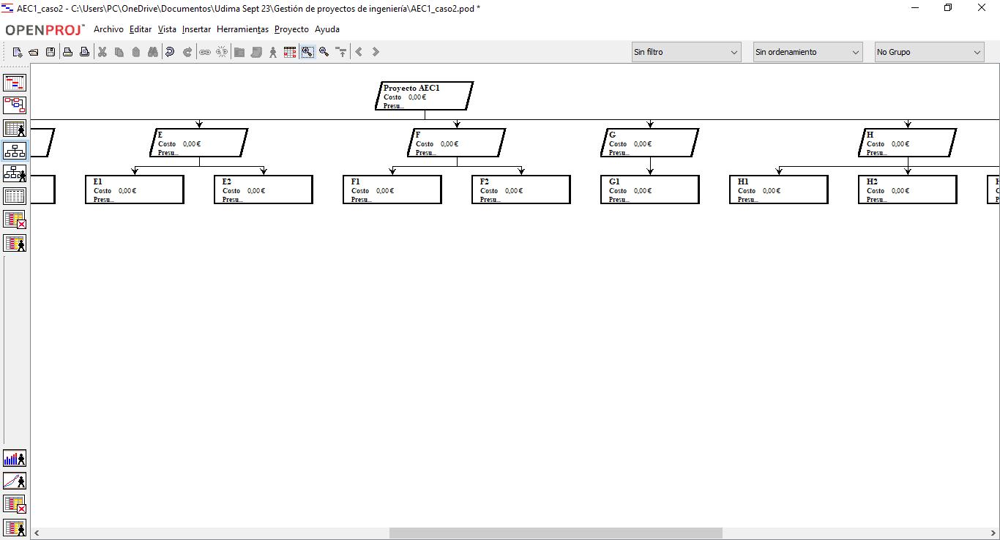 AEC1_caso2 - C:\Users\PC\OneDrive\Documentos\Udima Sept 23\Gestión de proyectos de ingeniería\AEC1_caso2.pod *
OPENPROJ™ Archivo Editar Vista Insertar Herramientas Proyecto Ayuda
Sin filtro Sin ordenamiento No Grupo
Proyecto AEC1
Costo 0,00 €
Presu...
E F G H
Costo 0,00 € Costo 0,00 € Costo 0,00 € Costo 0,00 €
Presu... Presu... Presu... Presu...
E1 E2 F1 F2 G1 H1 H2
Costo 0,00 € Costo 0,00 € Costo 0,00 € Costo 0,00 € Costo 0,00 € Costo 0,00 € Costo 0,00 €
Presu... Presu... Presu... Presu... Presu... Presu... Presu...